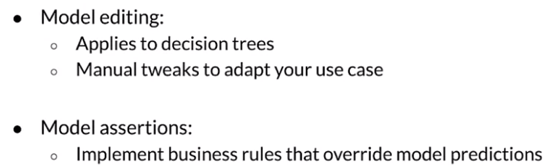 ● Model editing:
○ Applies to decision trees
○ Manual tweaks to adapt your use case
● Model assertions:
○ Implement business rules that override model predictions